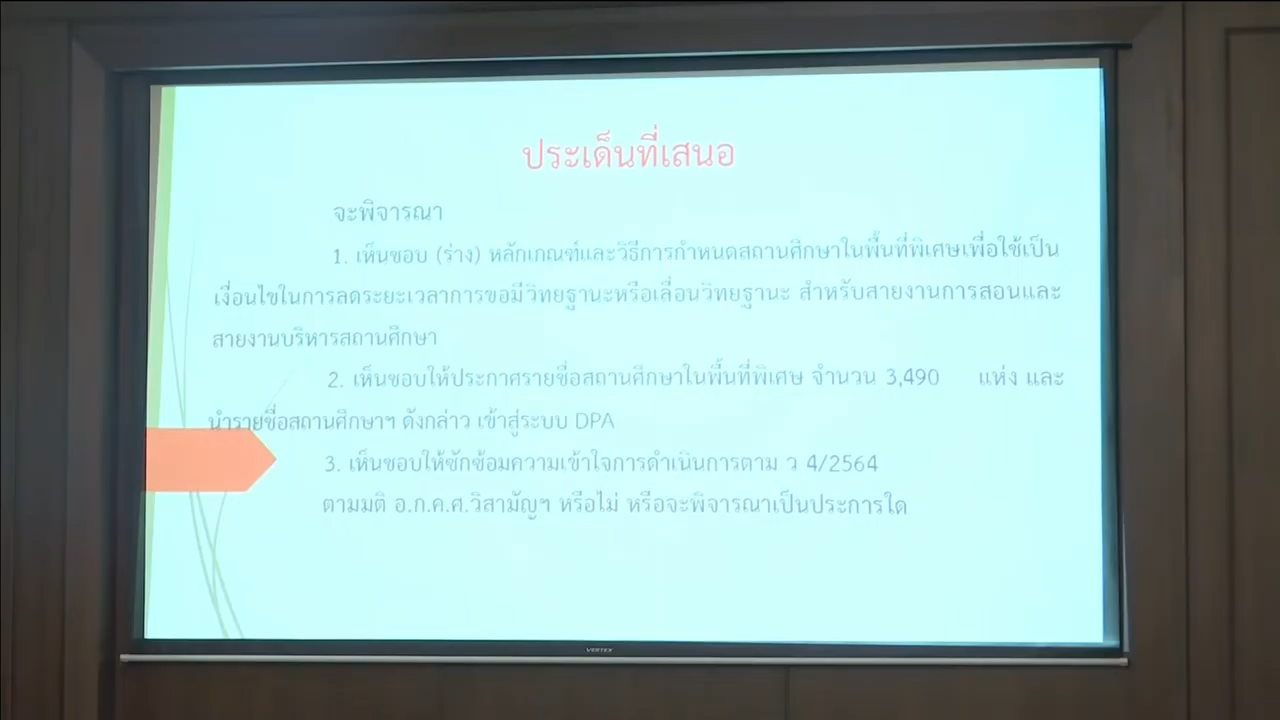 ประเด็นที่เสนอ
จะพิจารณา
1. เห็นชอบ (ร่าง) หลักเกณฑ์และวิธีการกำหนดสถานศึกษาในพื้นที่พิเศษเพื่อใช้เป็น
เงื่อนไขในการลดระยะเวลาการขอมีวิทยฐานะหรือเลื่อนวิทยฐานะ สำหรับสายงานการสอนและ
สายงานบริหารสถานศึกษา
2. เห็นชอบให้ประกาศรายชื่อสถานศึกษาในพื้นที่พิเศษ จำนวน 3,490 แห่ง และ
นำรายชื่อสถานศึกษาฯ ดังกล่าว เข้าสู่ระบบ DPA
3. เห็นชอบให้ซักซ้อมความเข้าใจการดำเนินการตาม ว 4/2564
ตามมติ อ.ก.ค.ศ.วิสามัญฯ หรือไม่ หรือจะพิจารณาเป็นประการใด
VERTEX